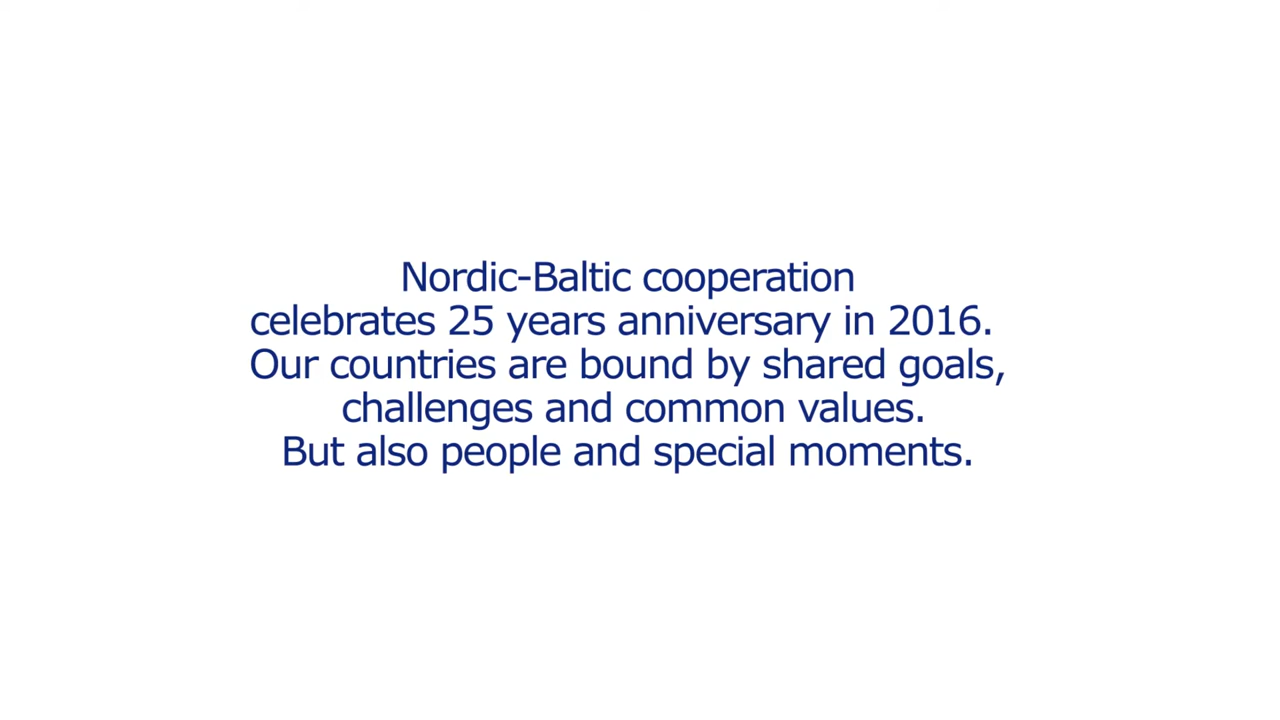 Nordic-Baltic cooperation
celebrates 25 years anniversary in 2016.
Our countries are bound by shared goals,
challenges and common values.
But also people and special moments.